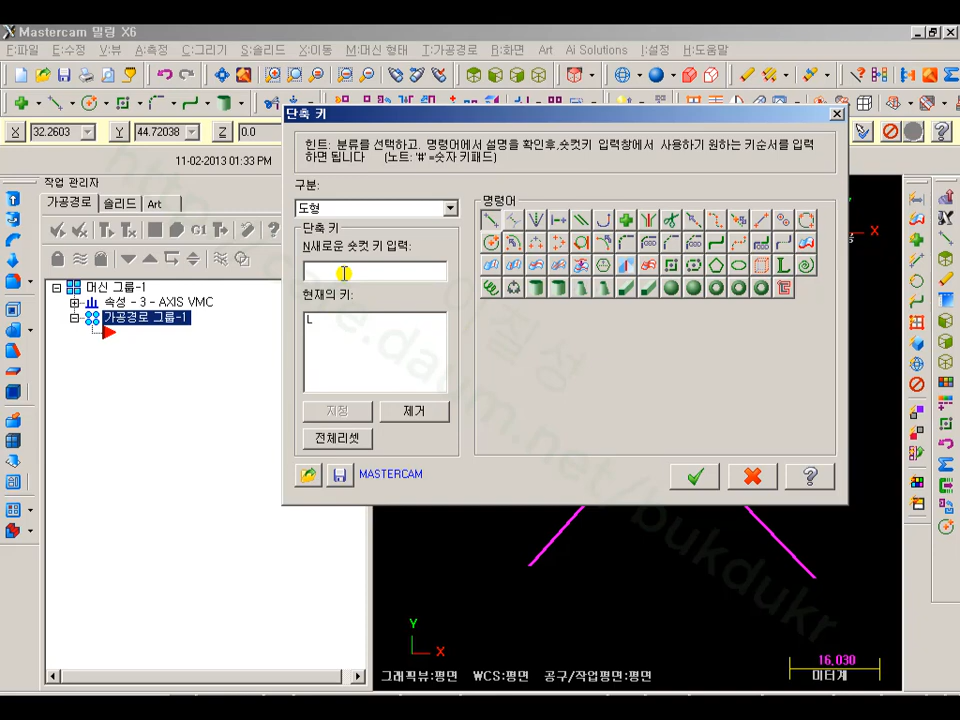 Mastercam 밀링 X6
F:파일 E:수정 V:뷰 A:측정 C:그리기 S:솔리드 X:이동 M:머신 형태 T:가공경로 R:화면 Art Ai Solutions I:설정 H:도움말
X 32.2603 Y 44.72038 Z 0.0
11-02-2013 01:33 PM
작업 관리자
가공경로 솔리드 Art
G1
머신 그룹-1
속성 - 3 - AXIS VMC
가공경로 그룹-1
단축 키
힌트: 분류를 선택하고, 명령어에서 설명을 확인후,숏컷키 입력창에서 사용하기 원하는 키순서를 입력
하면 됩니다 (노트: '#'=숫자 키패드)
구분:
도형
단축 키
N새로운 숏컷 키 입력:
현재의 키:
L
지정 제거
전체리셋
MASTERCAM
명령어
X
Y
X
그래픽뷰:평면 WCS:평면 공구/작업평면:평면
16,030
미터계